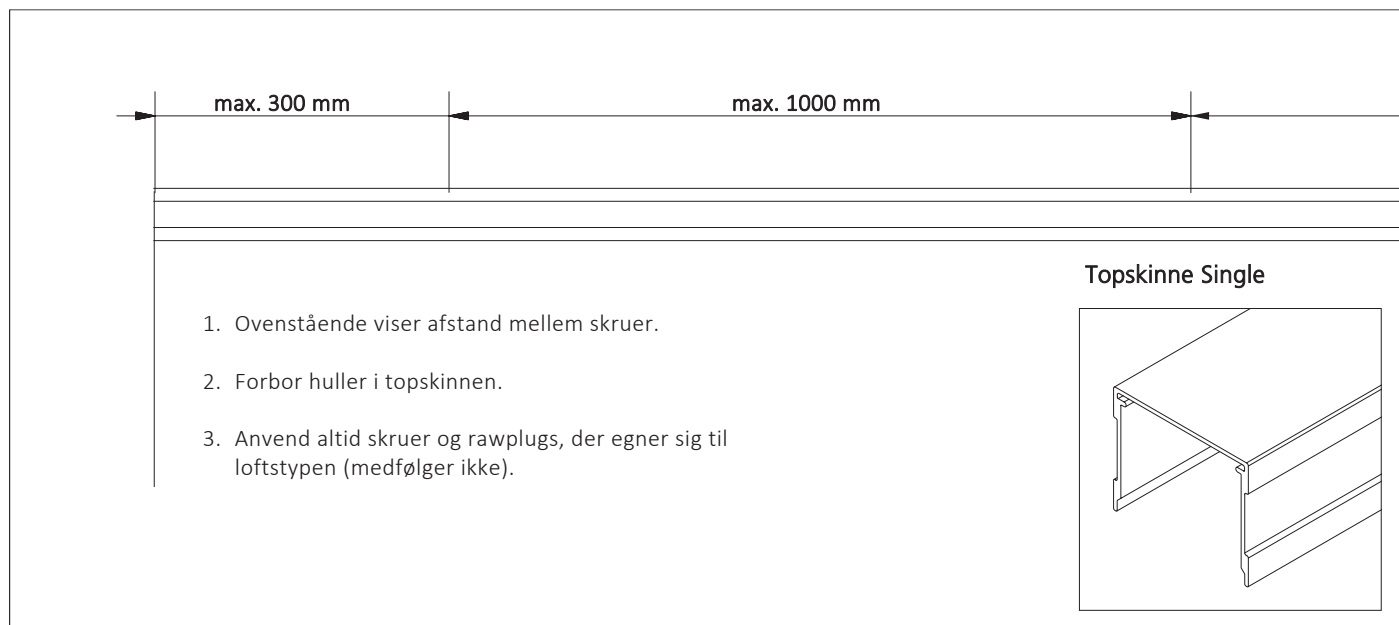 max. 300 mm
max. 1000 mm
Topskinne Single
1. Ovenstående viser afstand mellem skruer.
2. Forbor huller i topskinnen.
3. Anvend altid skruer og rawplugs, der egner sig til
loftstypen (medfølger ikke).